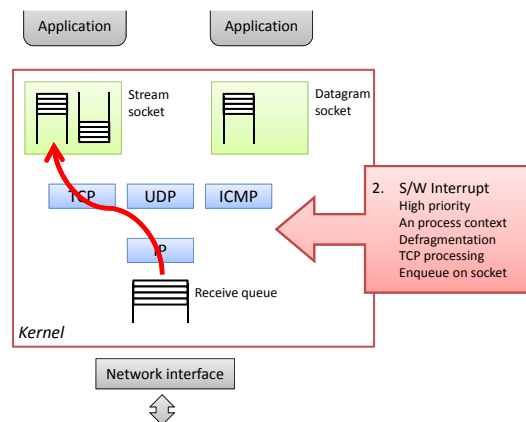 Application
Application
Stream
socket
Datagram
socket
TCP
UDP
ICMP
2. S/W Interrupt
High priority
An process context
Defragmentation
TCP processing
Enqueue on socket
IP
Receive queue
Kernel
Network interface